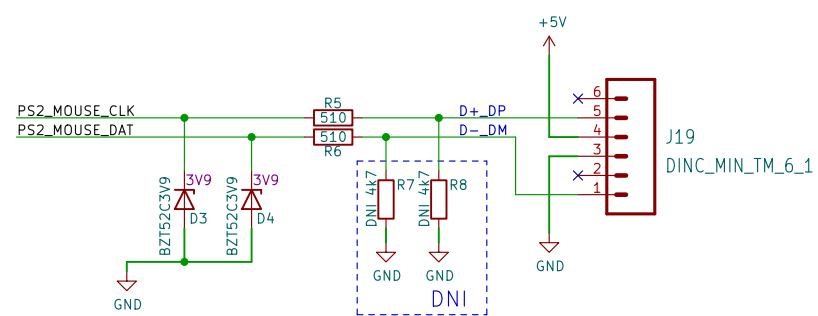 +5V
PS2_MOUSE_CLK
R5
510
D+_DP
6
5
PS2_MOUSE_DAT
510
R6
D-_DM
4
J19
3
DINC_MIN_TM_6_1
2
1
BZT52C3V9
3V9
D3
BZT52C3V9
3V9
D4
DNI 4k7
R7
DNI 4k7
R8
GND
GND
GND
GND
DNI